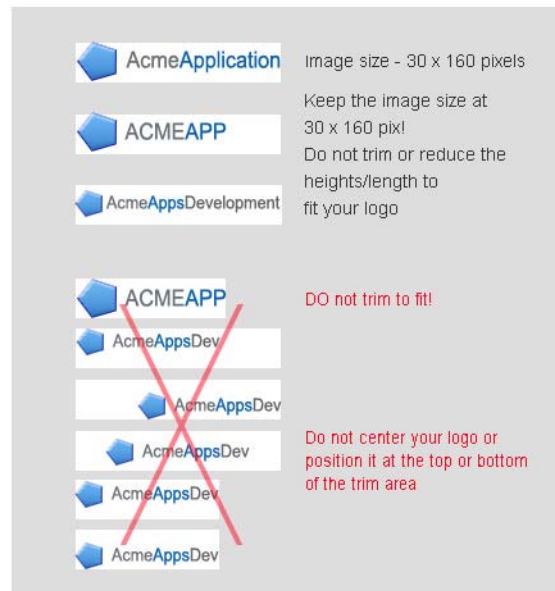 AcmeApplication
Image size - 30 x 160 pixels
Keep the image size at
ACMEAPP
30 x 160 pix!
Do not trim or reduce the
heights/length to
AcmeAppsDevelopment
fit your logo
ACMEAPP
DO not trim to fit!
AcmeAppsDev
AcmeAppsDev
AcmeAppsDev
Do not center your logo or
position it at the top or bottom
of the trim area
AcmeAppsDev
AcmeAppsDev